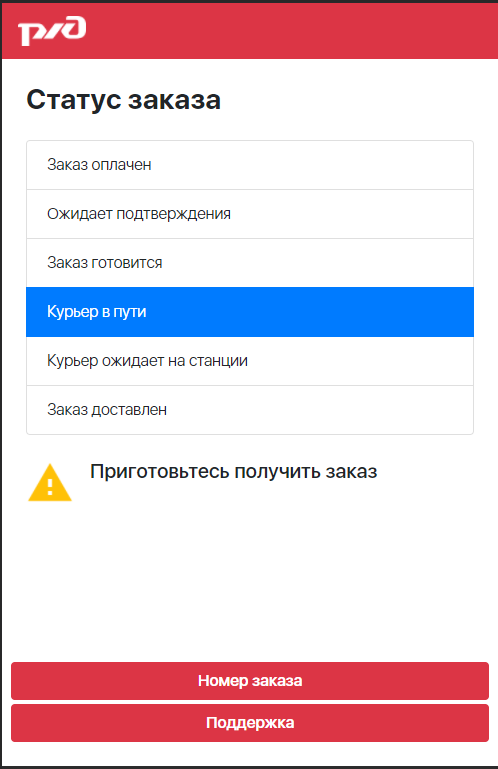 рид
Статус заказа
Заказ оплачен
Ожидает подтверждения
Заказ готовится
Курьер в пути
Курьер ожидает на станции
Заказ доставлен
Приготовьтесь получить заказ
Номер заказа
Поддержка